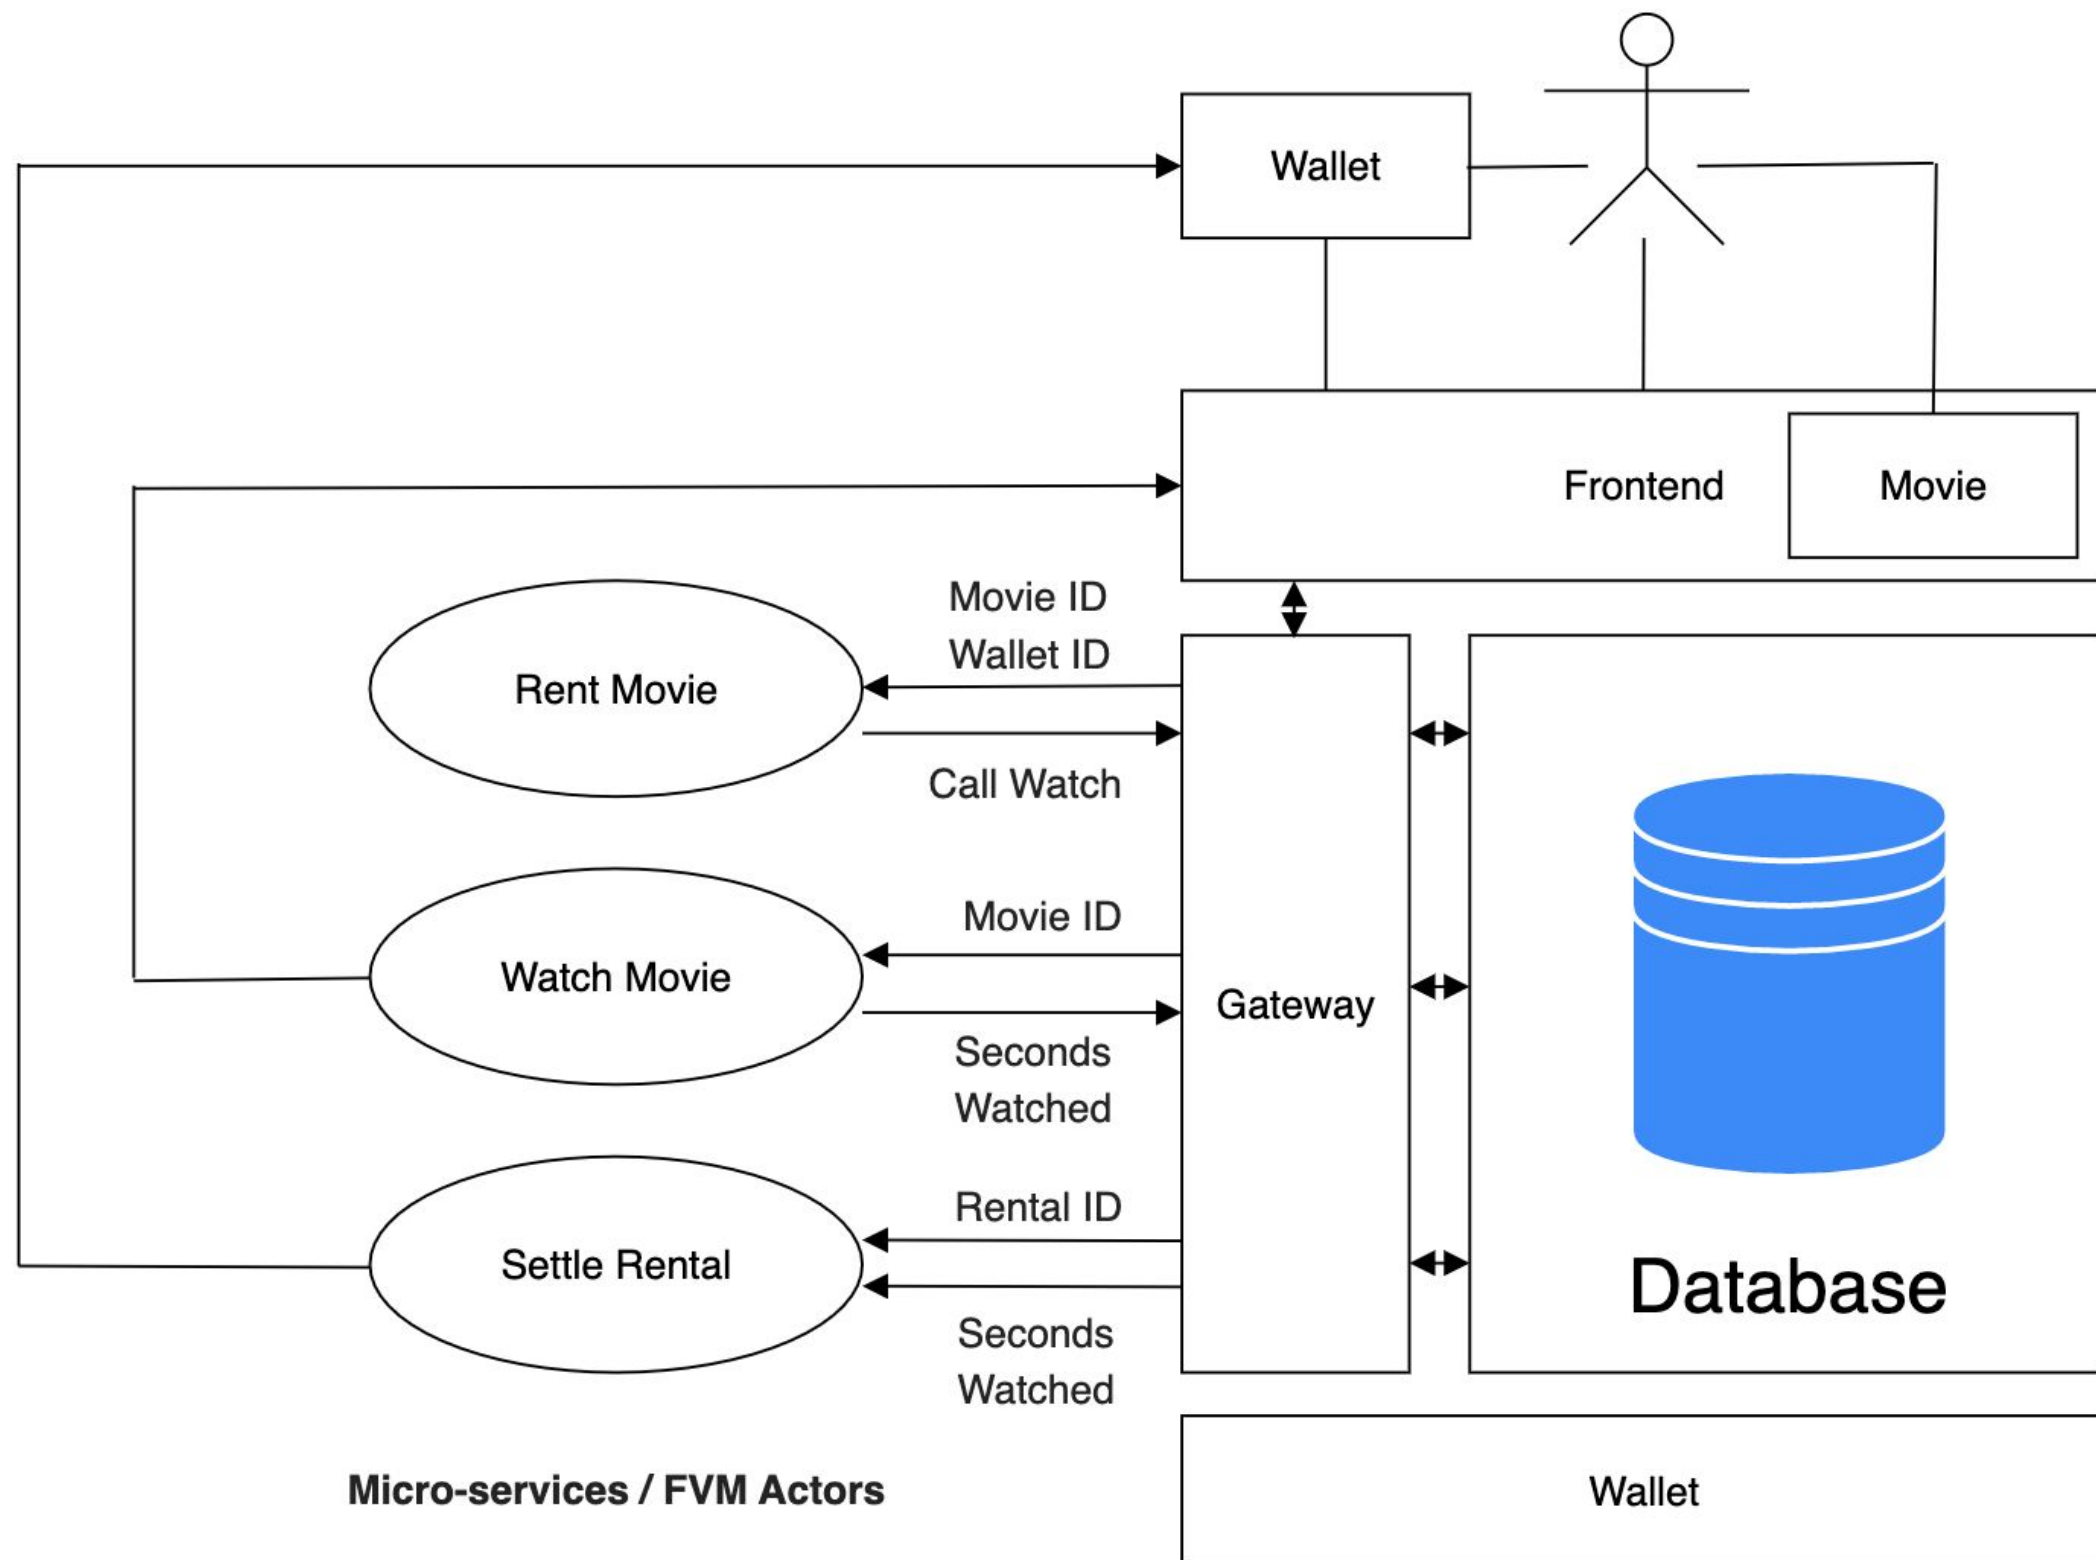 Wallet
Frontend
Movie
Movie ID
Wallet ID
Rent Movie
Call Watch
Movie ID
Watch Movie
Gateway
Seconds
Watched
Rental ID
Settle Rental
Database
Seconds
Watched
Micro-services / FVM Actors
Wallet